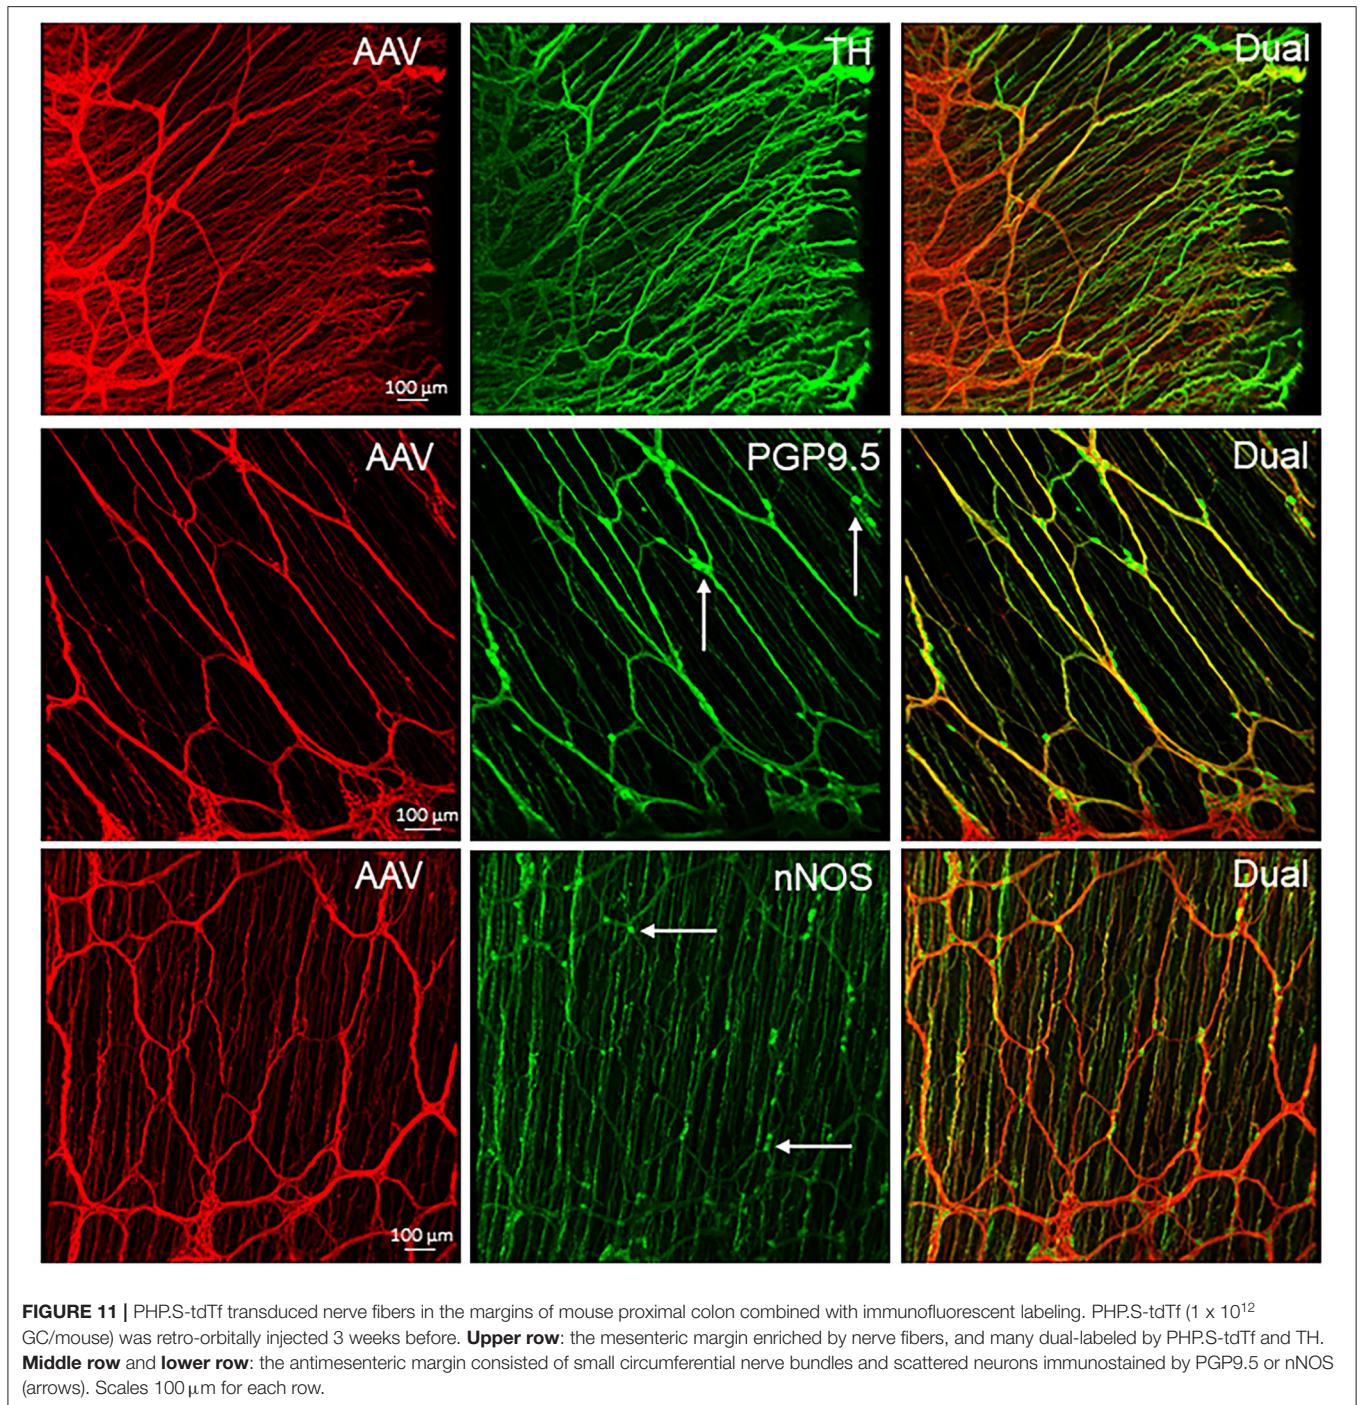 AAV
TH
Dual
100 μm
AAV
PGP9.5
Dual
100 μm
AAV
nNOS
Dual
100 μm
FIGURE 11 | PHP.S-tdTf transduced nerve fibers in the margins of mouse proximal colon combined with immunofluorescent labeling. PHP.S-tdTf (1 x 10¹²
GC/mouse) was retro-orbitally injected 3 weeks before. Upper row: the mesenteric margin enriched by nerve fibers, and many dual-labeled by PHP.S-tdTf and TH.
Middle row and lower row: the antimesenteric margin consisted of small circumferential nerve bundles and scattered neurons immunostained by PGP9.5 or nNOS
(arrows). Scales 100 μm for each row.